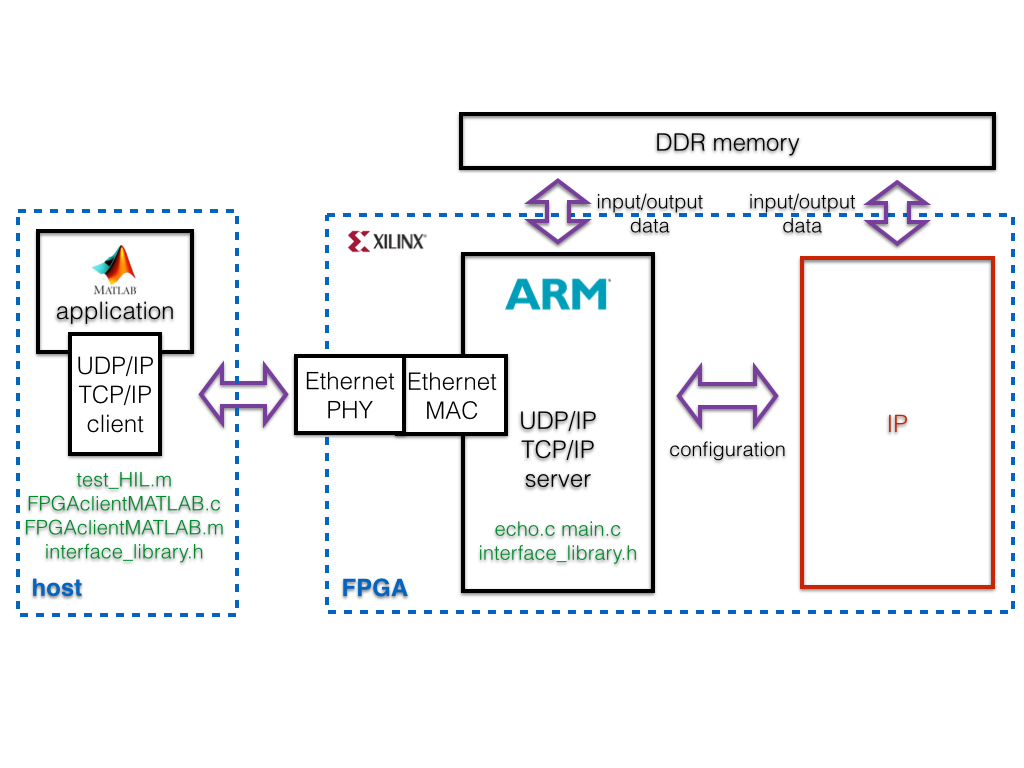 DDR memory
input/output
data
input/output
data
XILINX
MATLAB
application
UDP/IP
TCP/IP
client
test_HIL.m
FPGAclientMATLAB.c
FPGAclientMATLAB.m
interface_library.h
host
Ethernet
PHY
Ethernet
MAC
ARM
UDP/IP
TCP/IP
server
echo.c main.c
interface_library.h
FPGA
configuration
IP